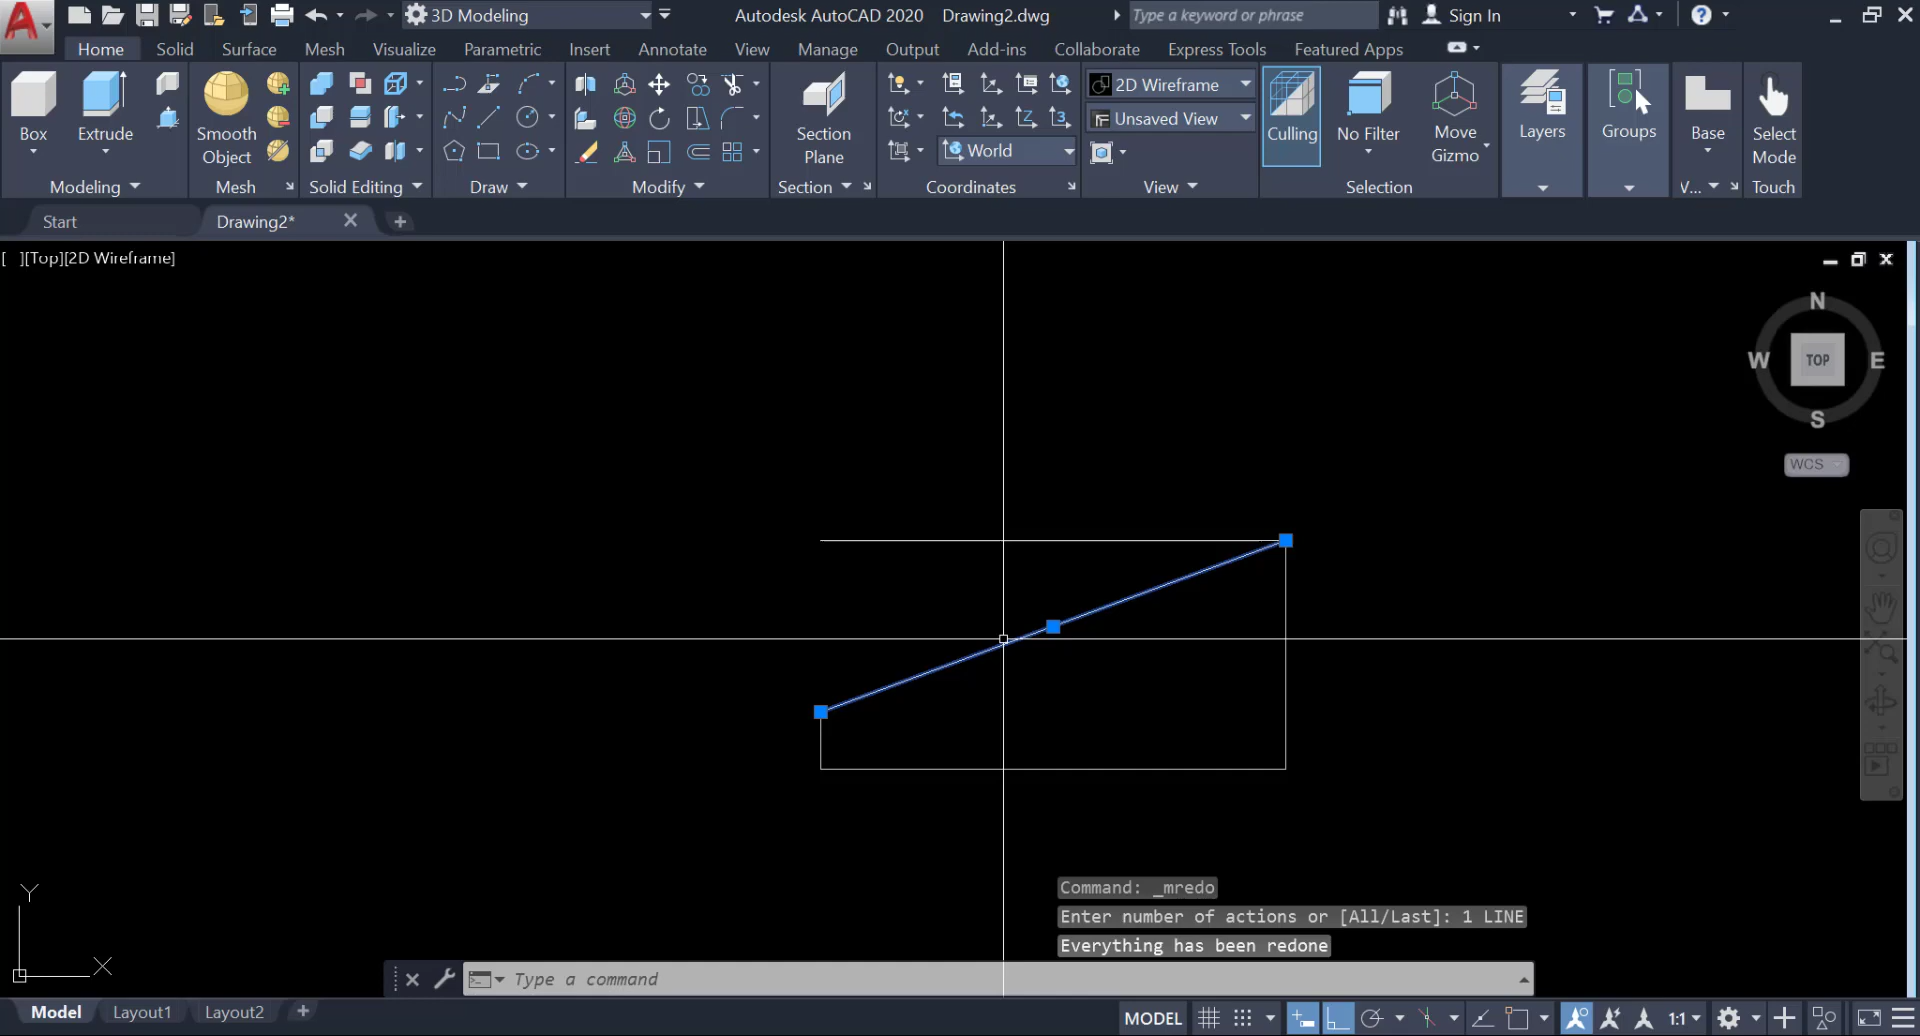 3D Modeling
Autodesk AutoCAD 2020 Drawing2.dwg
Type a keyword or phrase
Sign In
Home Solid Surface Mesh Visualize Parametric Insert Annotate View Manage Output Add-ins Collaborate Express Tools Featured Apps
Box
Extrude
Modeling
Smooth
Object
Mesh
Solid Editing
Draw
Modify
Section
Plane
Section
World
Coordinates
2D Wireframe
Unsaved View
View
Culling
No Filter
Move
Gizmo
Selection
Layers
Groups
Base
V...
Select
Mode
Touch
Start
Drawing2*
[ ][Top][2D Wireframe]
N
W TOP E
S
WCS
Y
X
Command: _mredo
Enter number of actions or [All/Last]: 1 LINE
Everything has been redone
Type a command
Model Layout1 Layout2
MODEL
1:1